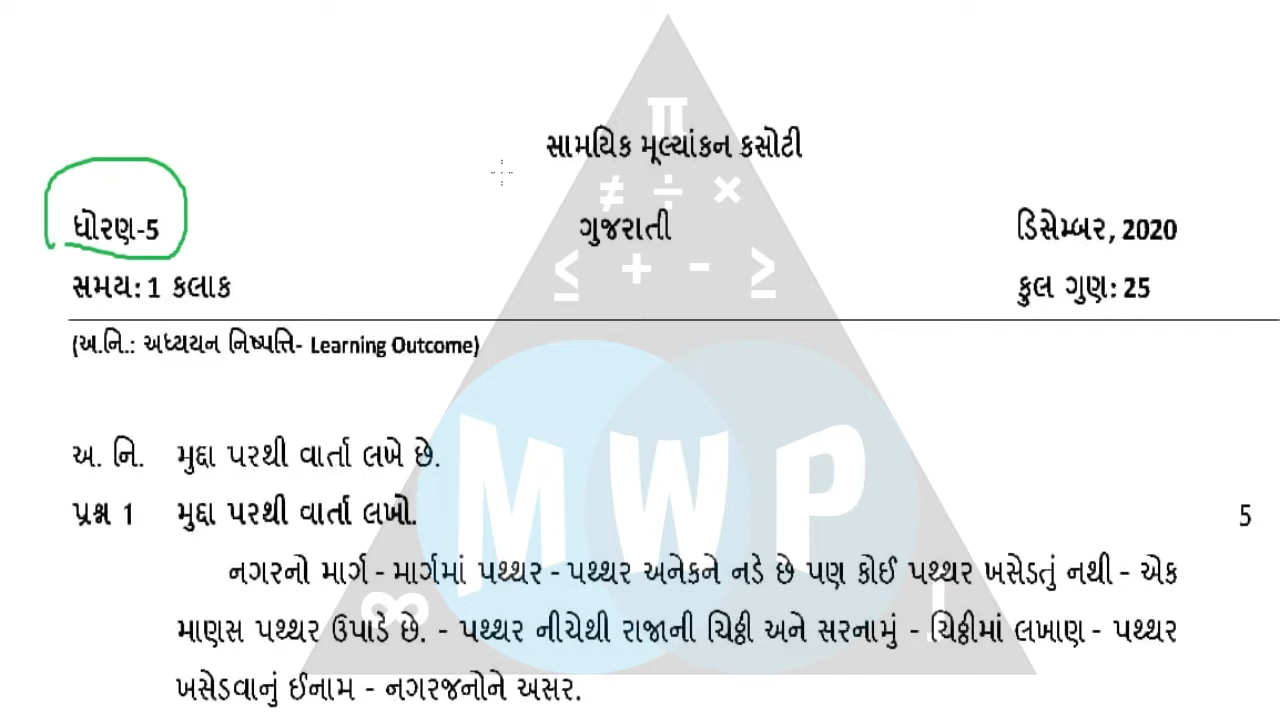 સામયિક મૂલ્યાંકન કસોટી
ધોરણ-5 ગુજરાતી ડિસેમ્બર, 2020
સમય: 1 કલાક કુલ ગુણ: 25
(અ.નિ.: અધ્યયન નિષ્પત્તિ- Learning Outcome)
અ. નિ. મુદ્દા પરથી વાર્તા લખે છે.
પ્રશ્ન 1 મુદ્દા પરથી વાર્તા લખો. 5
નગરનો માર્ગ - માર્ગમાં પથ્થર - પથ્થર અનેકને નડે છે પણ કોઈ પથ્થર ખસેડતું નથી - એક
માણસ પથ્થર ઉપાડે છે. - પથ્થર નીચેથી રાજાની ચિઠ્ઠી અને સરનામું - ચિઠ્ઠીમાં લખાણ - પથ્થર
ખસેડવાનું ઈનામ - નગરજનોને અસર.
π
≠ ÷ ×
≤ + - ≥
MWP
∞ !